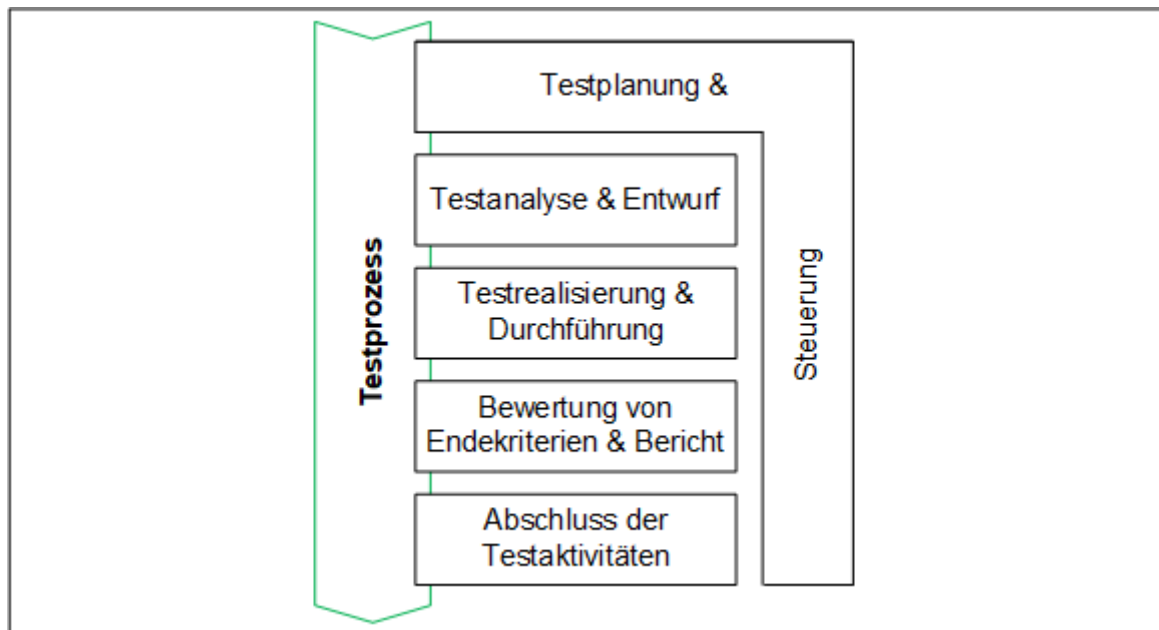 Testprozess
Testplanung &
Steuerung
Testanalyse & Entwurf
Testrealisierung &
Durchführung
Bewertung von
Endekriterien & Bericht
Abschluss der
Testaktivitäten